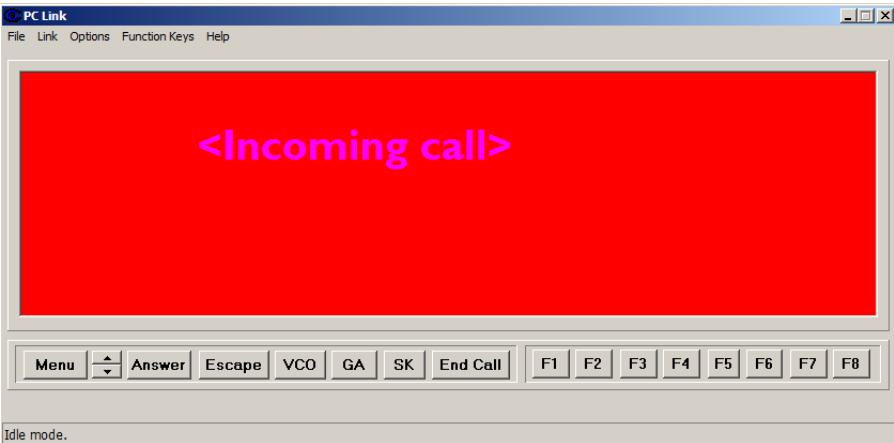 PC Link
File Link Options Function Keys Help
<Incoming call>
Menu Answer Escape VCO GA SK End Call F1 F2 F3 F4 F5 F6 F7 F8
Idle mode.